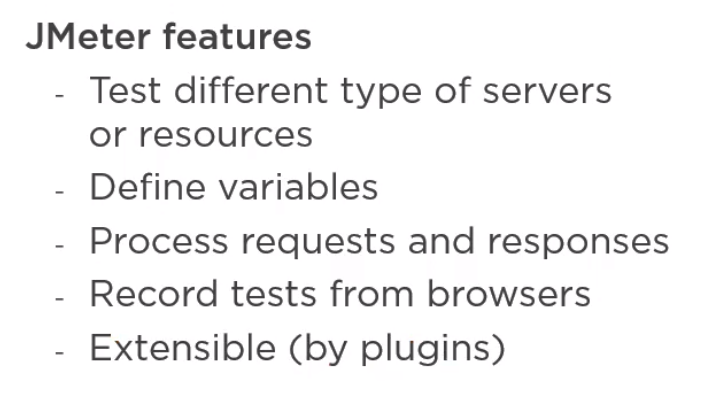 JMeter features
- Test different type of servers
or resources
- Define variables
- Process requests and responses
- Record tests from browsers
- Extensible (by plugins)